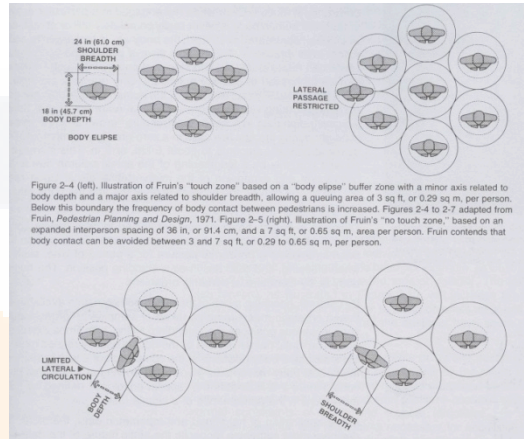 24 in (61.0 cm)
SHOULDER
BREADTH
18 in (45.7 cm)
BODY DEPTH
BODY ELIPSE
LATERAL
PASSAGE
RESTRICTED
Figure 2–4 (left). Illustration of Fruin's "touch zone" based on a "body elipse" buffer zone with a minor axis related to
body depth and a major axis related to shoulder breadth, allowing a queuing area of 3 sq ft, or 0.29 sq m, per person.
Below this boundary the frequency of body contact between pedestrians is increased. Figures 2-4 to 2-7 adapted from
Fruin, Pedestrian Planning and Design, 1971. Figure 2–5 (right). Illustration of Fruin's "no touch zone," based on an
expanded interperson spacing of 36 in, or 91.4 cm, and a 7 sq ft, or 0.65 sq m, area per person. Fruin contends that
body contact can be avoided between 3 and 7 sq ft, or 0.29 to 0.65 sq m, per person.
LIMITED
LATERAL
CIRCULATION
BODY
DEPTH
SHOULDER
BREADTH